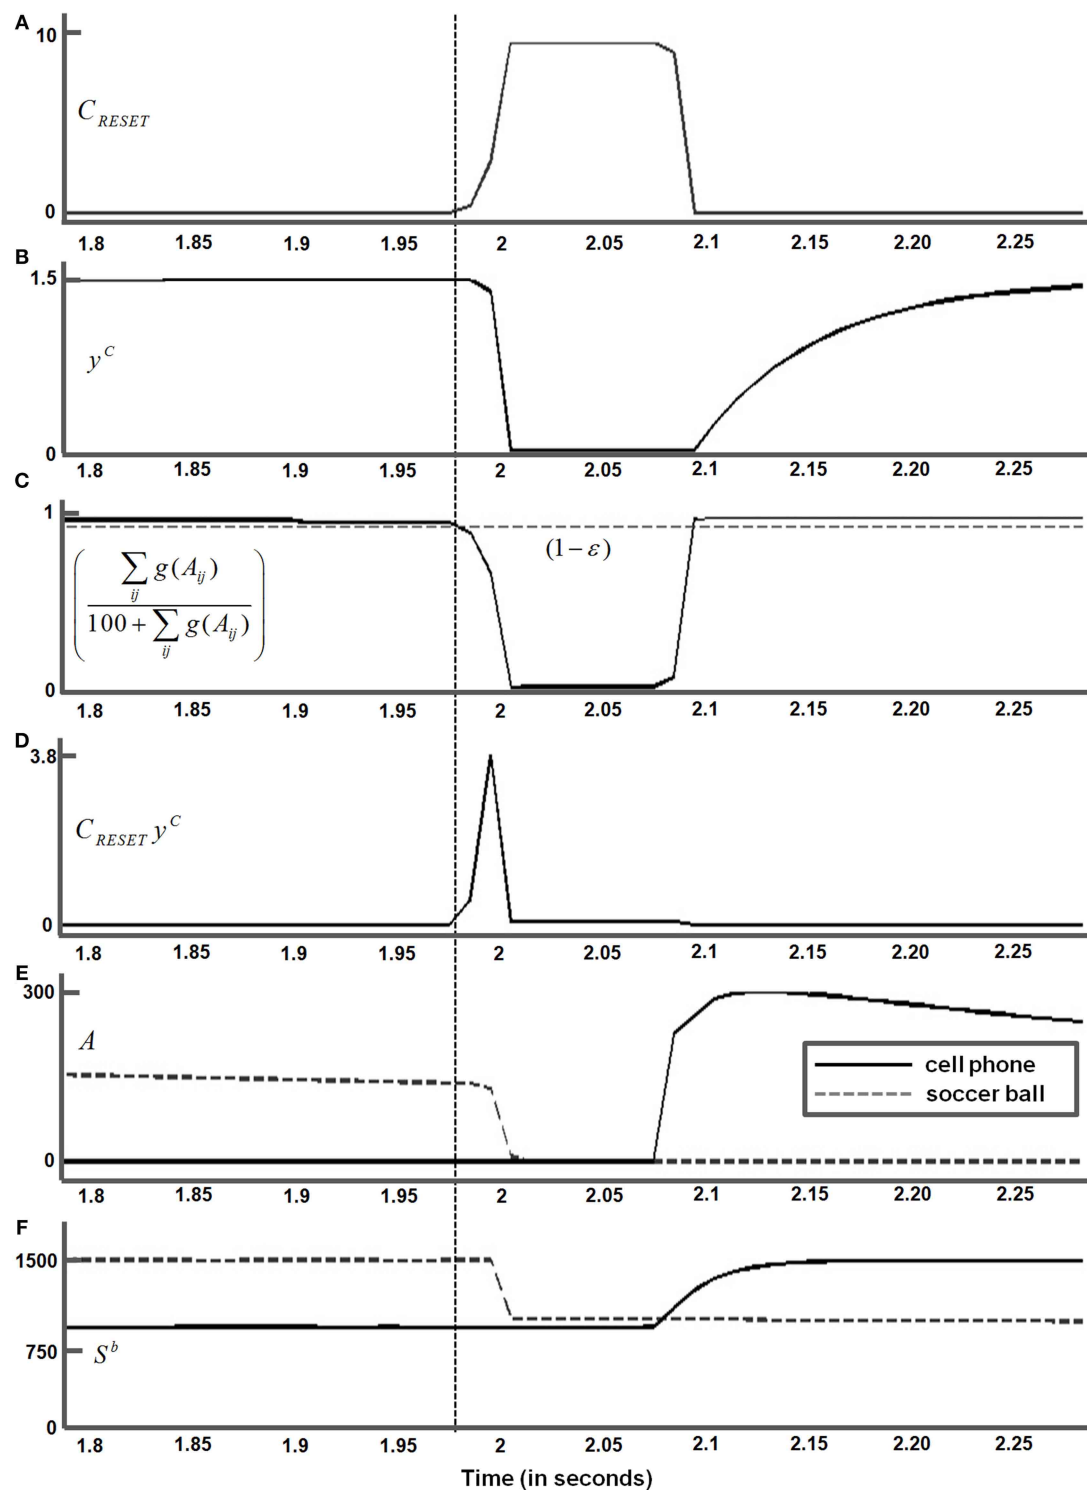 A
10
C RESET
0
1.8 1.85 1.9 1.95 2 2.05 2.1 2.15 2.20 2.25
B
1.5
y^C
0
1.8 1.85 1.9 1.95 2 2.05 2.1 2.15 2.20 2.25
C
1
(1−ε)
(∑ij g(Aij) / 100 + ∑ij g(Aij))
0
1.8 1.85 1.9 1.95 2 2.05 2.1 2.15 2.20 2.25
D
3.8
C RESET y^C
0
1.8 1.85 1.9 1.95 2 2.05 2.1 2.15 2.20 2.25
E
300
A
cell phone
soccer ball
0
1.8 1.85 1.9 1.95 2 2.05 2.1 2.15 2.20 2.25
F
1500
750
S^b
0
1.8 1.85 1.9 1.95 2 2.05 2.1 2.15 2.20 2.25
Time (in seconds)